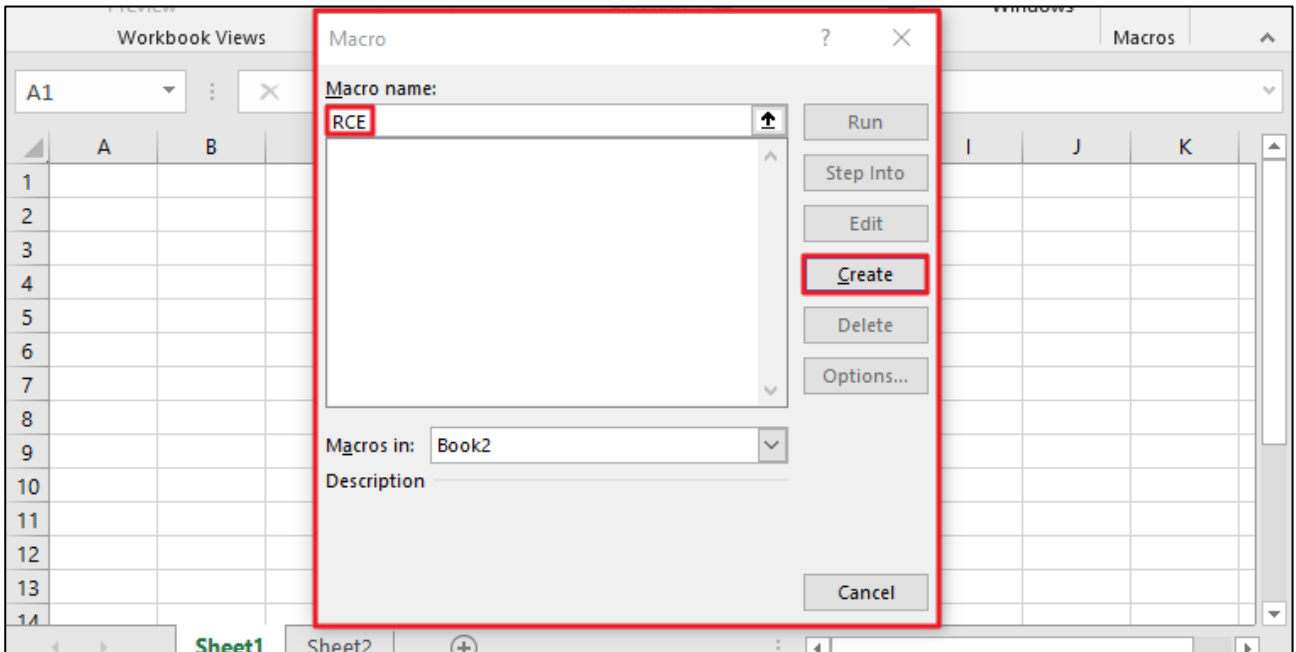 Workbook Views
Macros
Macro ?
A1
Macro name:
RCE
Run
A B I J K
Step Into
1
2
Edit
3
Create
4
5
Delete
6
Options...
7
8
Macros in: Book2
9
Description
10
11
12
13
Cancel
14
Sheet1 Sheet2